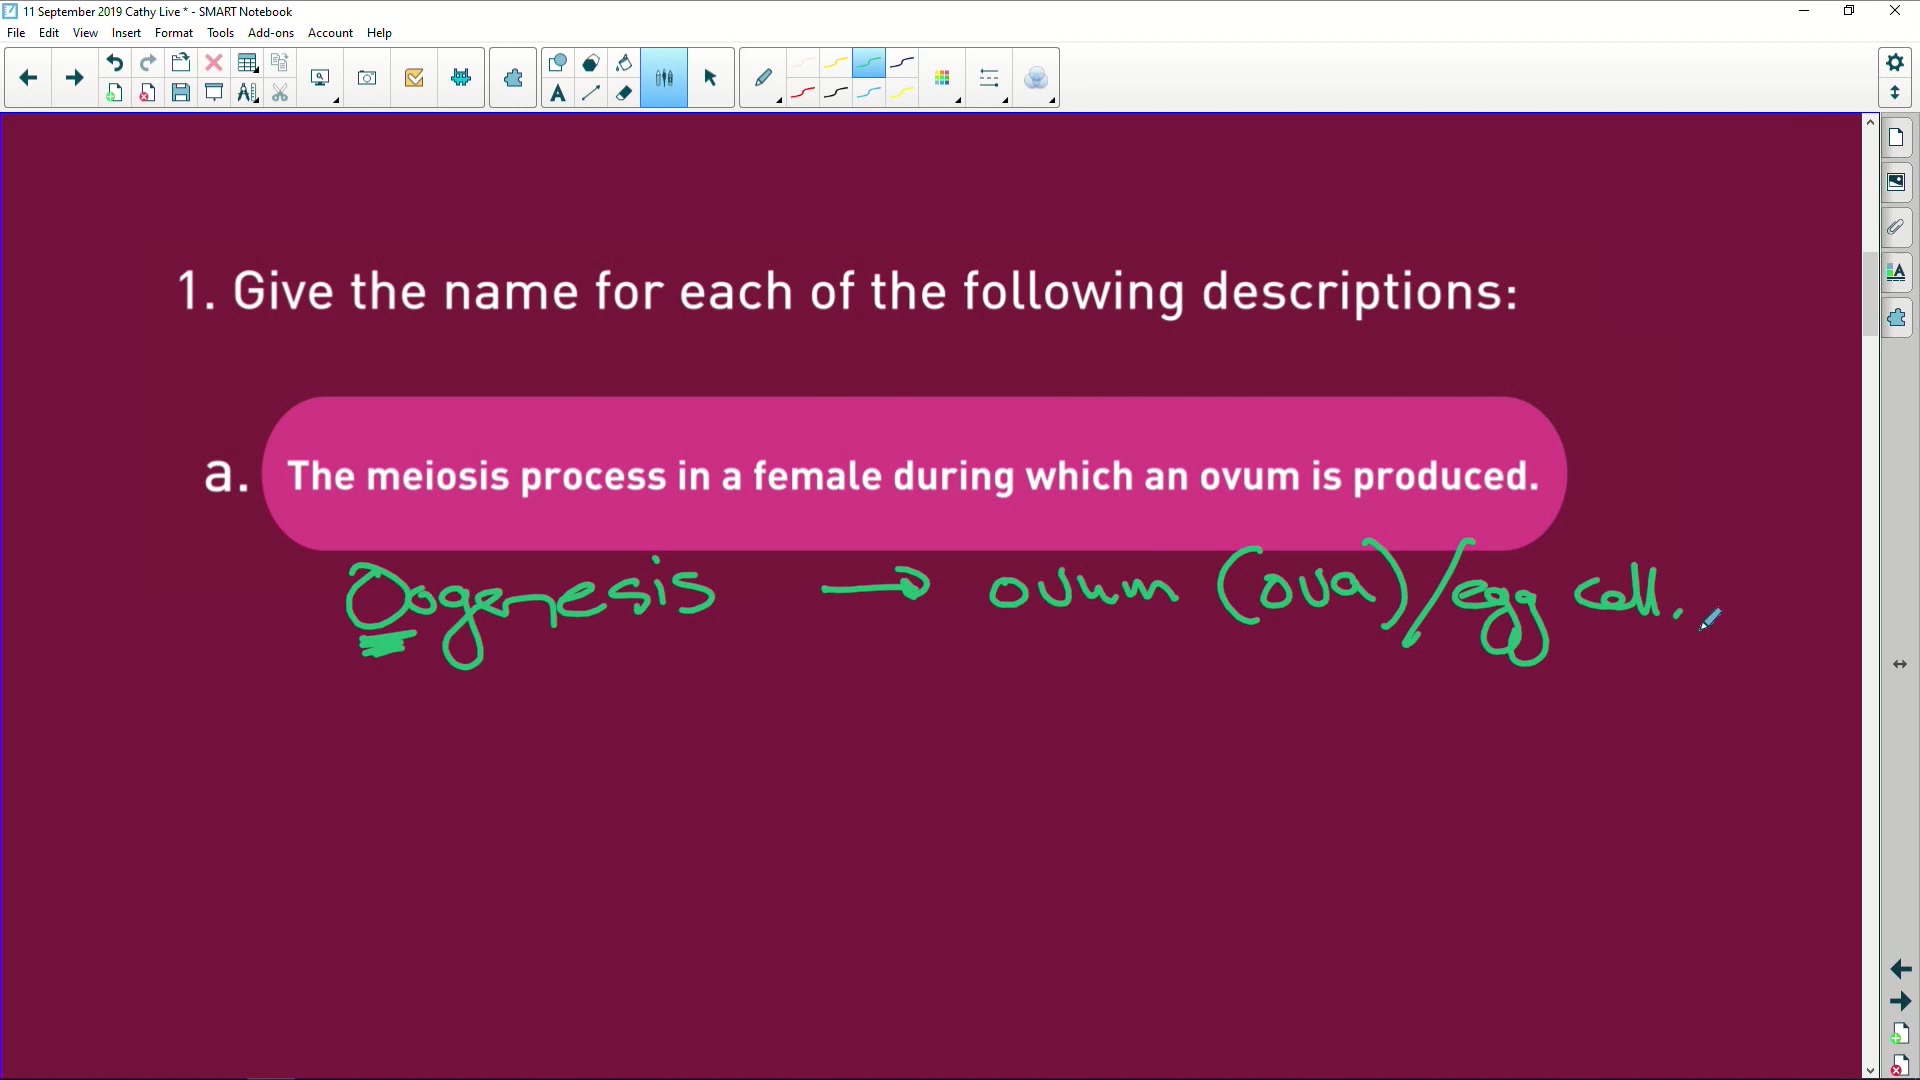 11 September 2019 Cathy Live * - SMART Notebook
File Edit View Insert Format Tools Add-ons Account Help
1. Give the name for each of the following descriptions:
a. The meiosis process in a female during which an ovum is produced.
Oogenesis → ovum (ova)/egg cell.